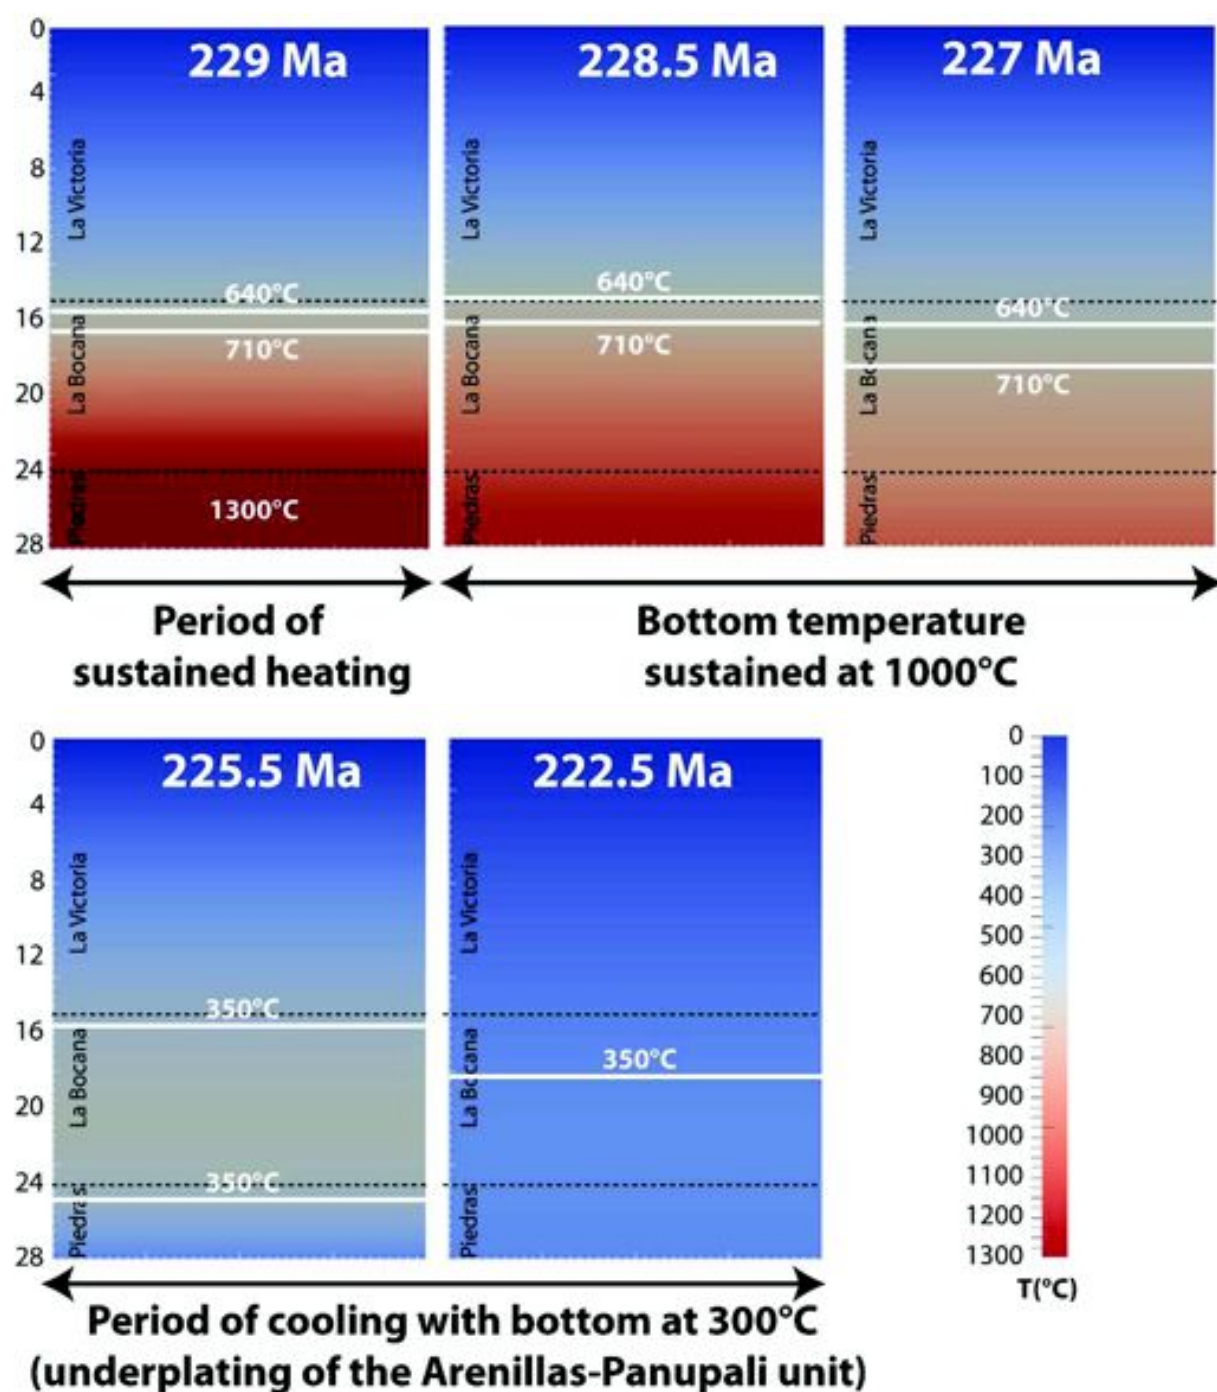 0
4
8
12
16
20
24
28
229 Ma
La Victoria
640°C
La Bocana
710°C
Piedras
1300°C
228.5 Ma
La Victoria
640°C
La Bocana
710°C
Piedras
227 Ma
La Victoria
640°C
La Bocana
710°C
Piedras
Period of
sustained heating
Bottom temperature
sustained at 1000°C
0
4
8
12
16
20
24
28
225.5 Ma
La Victoria
350°C
La Bocana
350°C
Piedras
222.5 Ma
La Victoria
350°C
La Bocana
Piedras
0
100
200
300
400
500
600
700
800
900
1000
1100
1200
1300
T(°C)
Period of cooling with bottom at 300°C
(underplating of the Arenillas-Panupali unit)